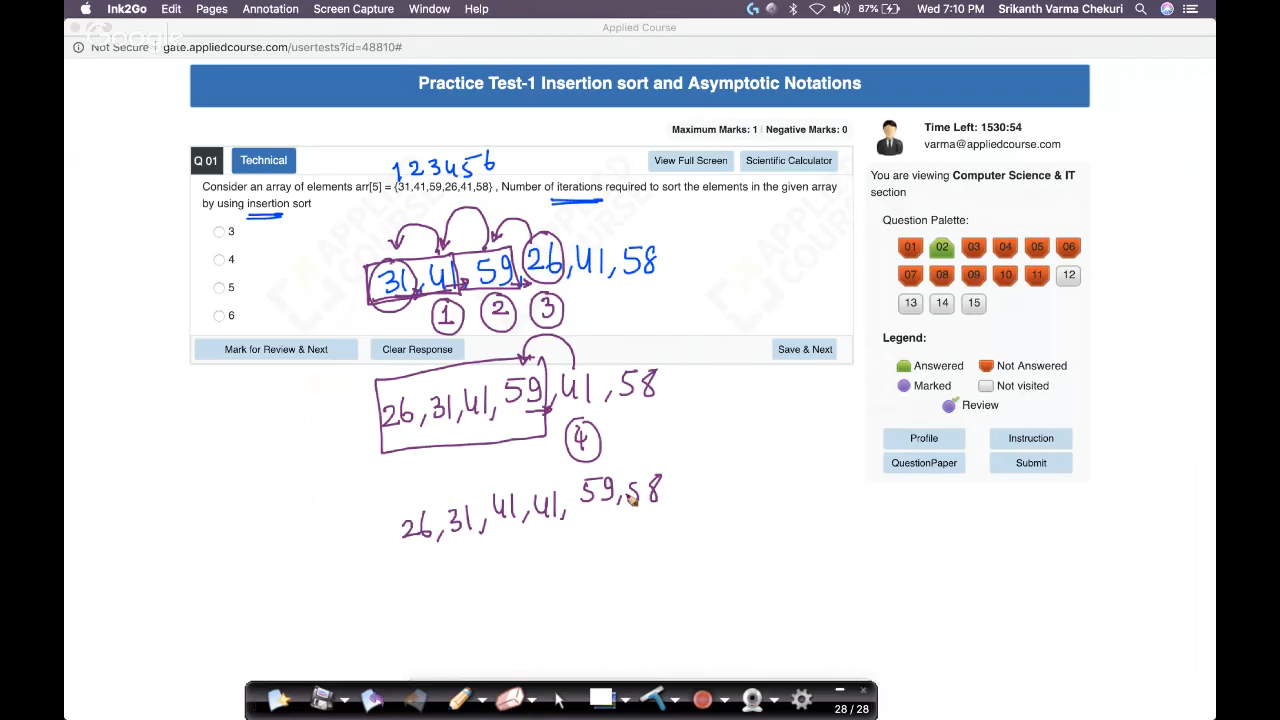 Ink2Go Edit Pages Annotation Screen Capture Window Help 87% Wed 7:10 PM Srikanth Varma Chekuri
Applied Course
Google
Not Secure gate.appliedcourse.com/usertests?id=48810#
Practice Test-1 Insertion sort and Asymptotic Notations
Maximum Marks: 1 | Negative Marks: 0
Time Left: 1530:54
varma@appliedcourse.com
Q 01 Technical
1 2 3 4 5 6
View Full Screen Scientific Calculator
Consider an array of elements arr[5] = {31,41,59,26,41,58} , Number of iterations required to sort the elements in the given array
by using insertion sort
3
4
5
6
31, 41, 59, 26, 41, 58
1 2 3
Mark for Review & Next Clear Response Save & Next
26, 31, 41, 59, 41, 58
4
26, 31, 41, 41, 59, 58
You are viewing Computer Science & IT
section
Question Palette:
01 02 03 04 05 06
07 08 09 10 11 12
13 14 15
Legend:
Answered Not Answered
Marked Not visited
Review
Profile Instruction
QuestionPaper Submit
28 / 28